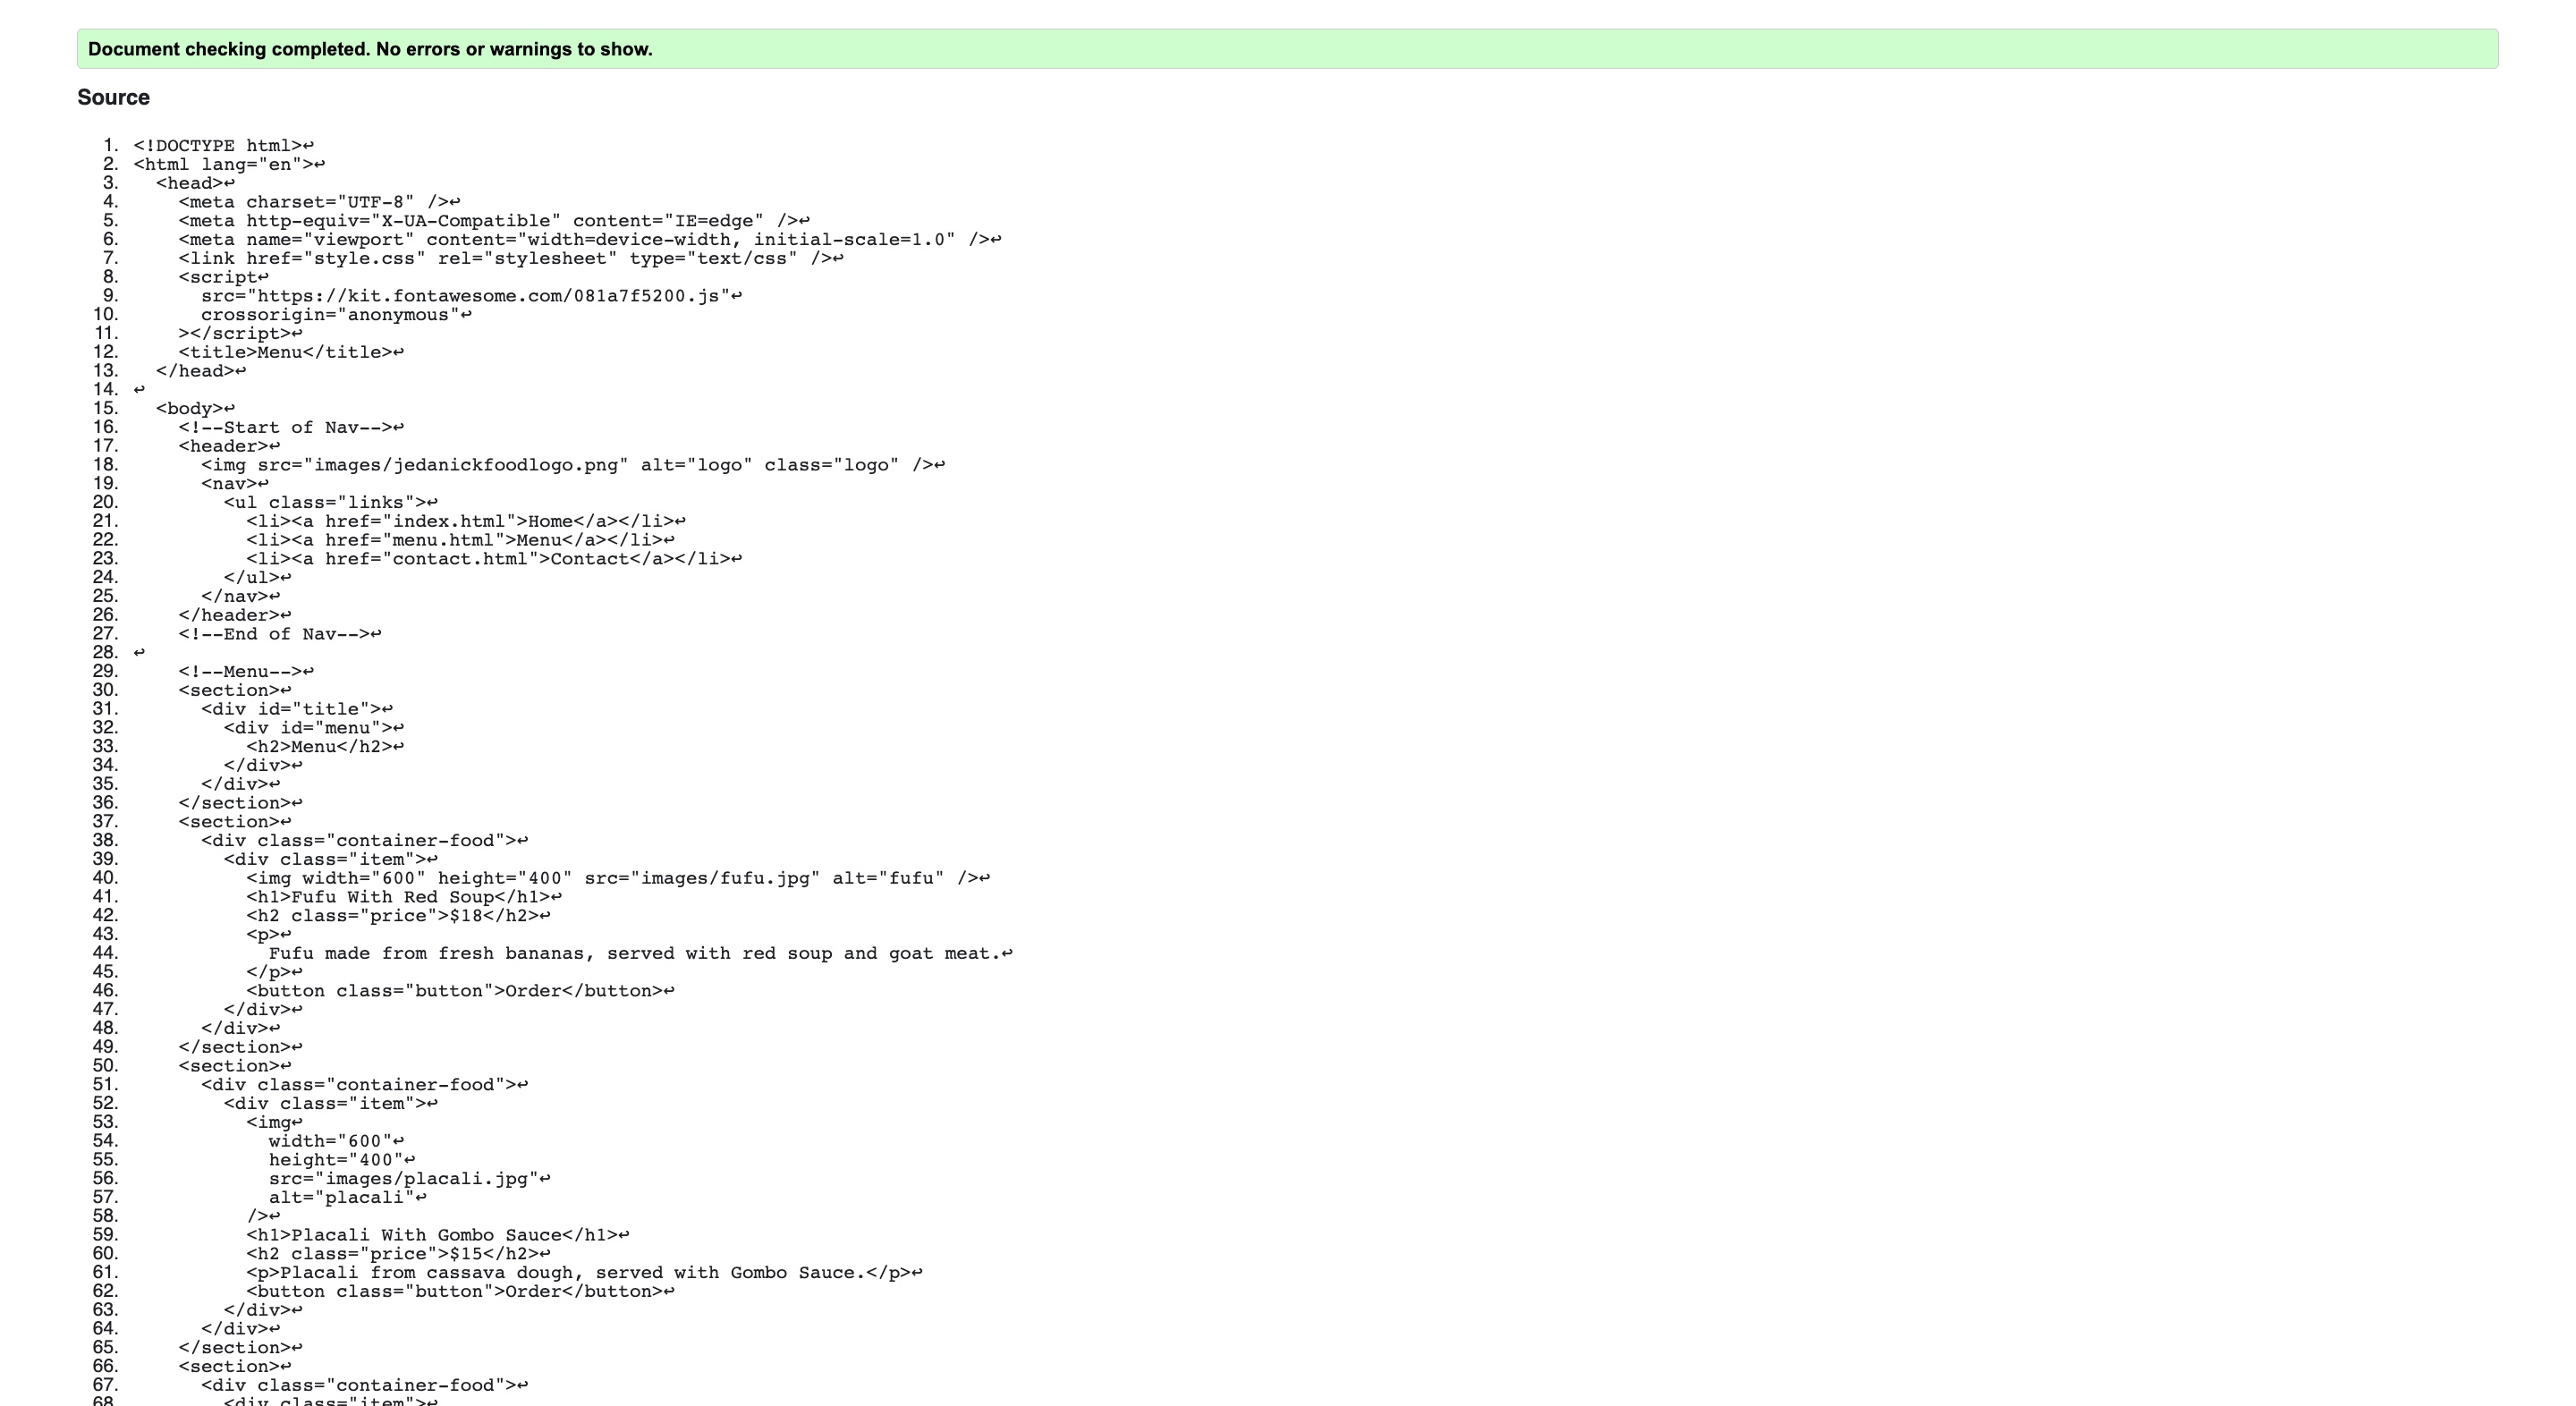 Document checking completed. No errors or warnings to show.
Source
1. <!DOCTYPE html>↩
2. <html lang="en">↩
3.   <head>↩
4.     <meta charset="UTF-8" />↩
5.     <meta http-equiv="X-UA-Compatible" content="IE=edge" />↩
6.     <meta name="viewport" content="width=device-width, initial-scale=1.0" />↩
7.     <link href="style.css" rel="stylesheet" type="text/css" />↩
8.     <script↩
9.       src="https://kit.fontawesome.com/081a7f5200.js"↩
10.       crossorigin="anonymous"↩
11.     ></script>↩
12.     <title>Menu</title>↩
13.   </head>↩
14. ↩
15.   <body>↩
16.     <!--Start of Nav-->↩
17.     <header>↩
18.       <img src="images/jedanickfoodlogo.png" alt="logo" class="logo" />↩
19.       <nav>↩
20.         <ul class="links">↩
21.           <li><a href="index.html">Home</a></li>↩
22.           <li><a href="menu.html">Menu</a></li>↩
23.           <li><a href="contact.html">Contact</a></li>↩
24.         </ul>↩
25.       </nav>↩
26.     </header>↩
27.     <!--End of Nav-->↩
28. ↩
29.     <!--Menu-->↩
30.     <section>↩
31.       <div id="title">↩
32.         <div id="menu">↩
33.           <h2>Menu</h2>↩
34.         </div>↩
35.       </div>↩
36.     </section>↩
37.     <section>↩
38.       <div class="container-food">↩
39.         <div class="item">↩
40.           <img width="600" height="400" src="images/fufu.jpg" alt="fufu" />↩
41.           <h1>Fufu With Red Soup</h1>↩
42.           <h2 class="price">$18</h2>↩
43.           <p>↩
44.             Fufu made from fresh bananas, served with red soup and goat meat.↩
45.           </p>↩
46.           <button class="button">Order</button>↩
47.         </div>↩
48.       </div>↩
49.     </section>↩
50.     <section>↩
51.       <div class="container-food">↩
52.         <div class="item">↩
53.           <img↩
54.             width="600"↩
55.             height="400"↩
56.             src="images/placali.jpg"↩
57.             alt="placali"↩
58.           />↩
59.           <h1>Placali With Gombo Sauce</h1>↩
60.           <h2 class="price">$15</h2>↩
61.           <p>Placali from cassava dough, served with Gombo Sauce.</p>↩
62.           <button class="button">Order</button>↩
63.         </div>↩
64.       </div>↩
65.     </section>↩
66.     <section>↩
67.       <div class="container-food">↩
68.         <div class="item">↩